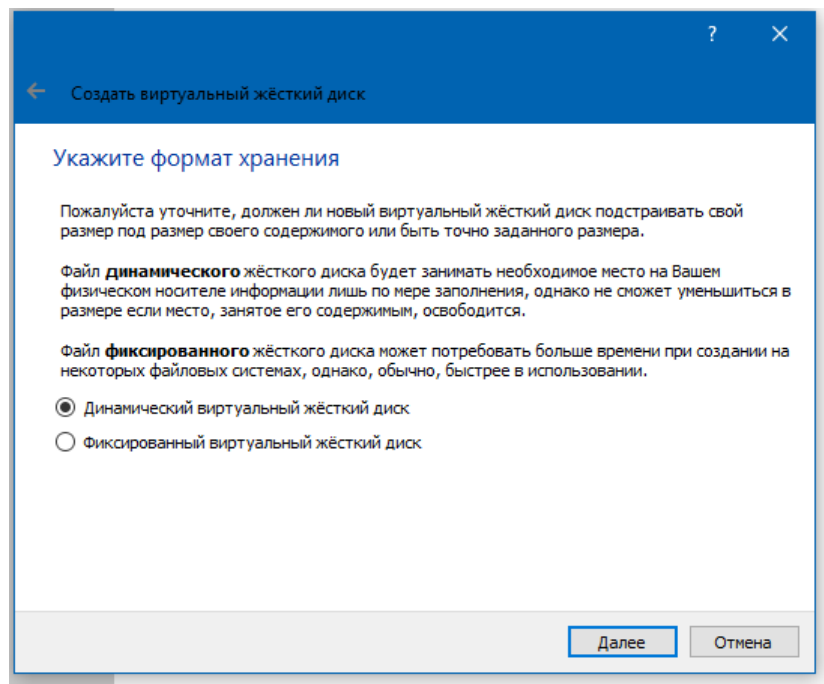 ?
Создать виртуальный жёсткий диск
Укажите формат хранения
Пожалуйста уточните, должен ли новый виртуальный жёсткий диск подстраивать свой
размер под размер своего содержимого или быть точно заданного размера.
Файл динамического жёсткого диска будет занимать необходимое место на Вашем
физическом носителе информации лишь по мере заполнения, однако не сможет уменьшиться в
размере если место, занятое его содержимым, освободится.
Файл фиксированного жёсткого диска может потребовать больше времени при создании на
некоторых файловых системах, однако, обычно, быстрее в использовании.
Динамический виртуальный жёсткий диск
Фиксированный виртуальный жёсткий диск
Далее Отмена